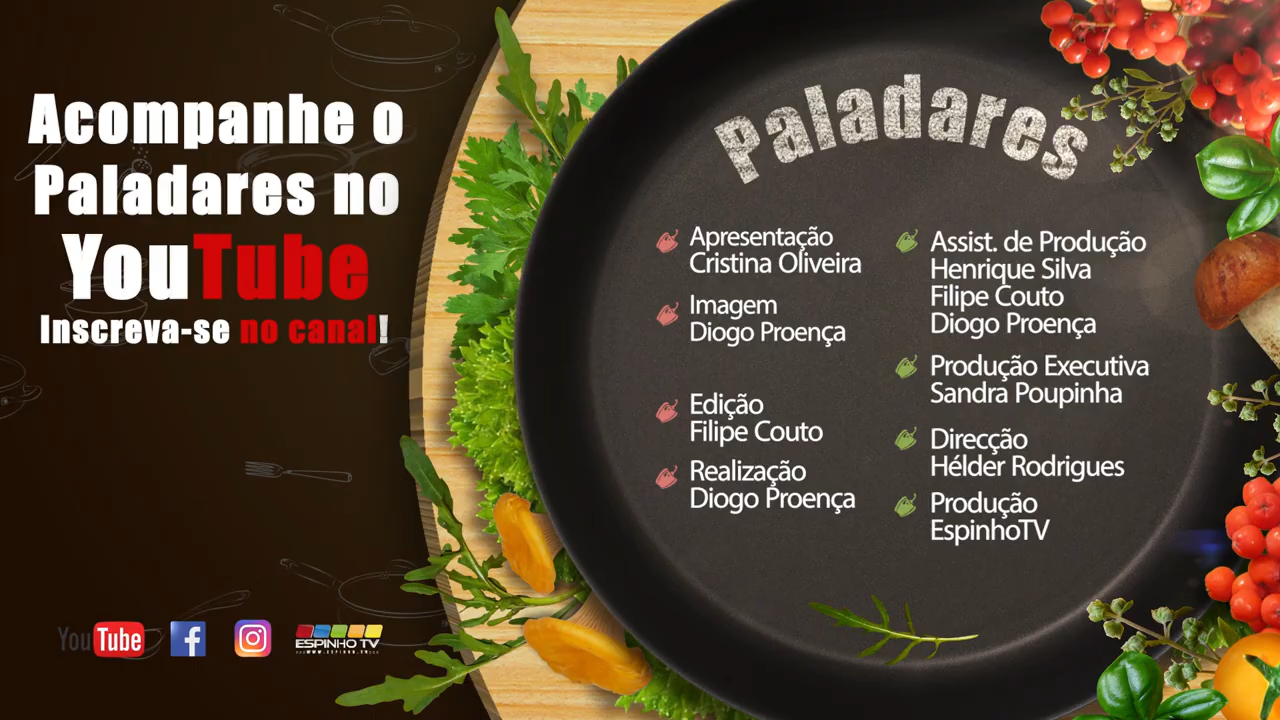 Acompanhe o
Paladares no
YouTube
Inscreva-se no canal!
YouTube
ESPINHO TV
Paladares
Apresentação
Cristina Oliveira
Imagem
Diogo Proença
Edição
Filipe Couto
Realização
Diogo Proença
Assist. de Produção
Henrique Silva
Filipe Couto
Diogo Proença
Produção Executiva
Sandra Poupinha
Direcção
Hélder Rodrigues
Produção
EspinhoTV